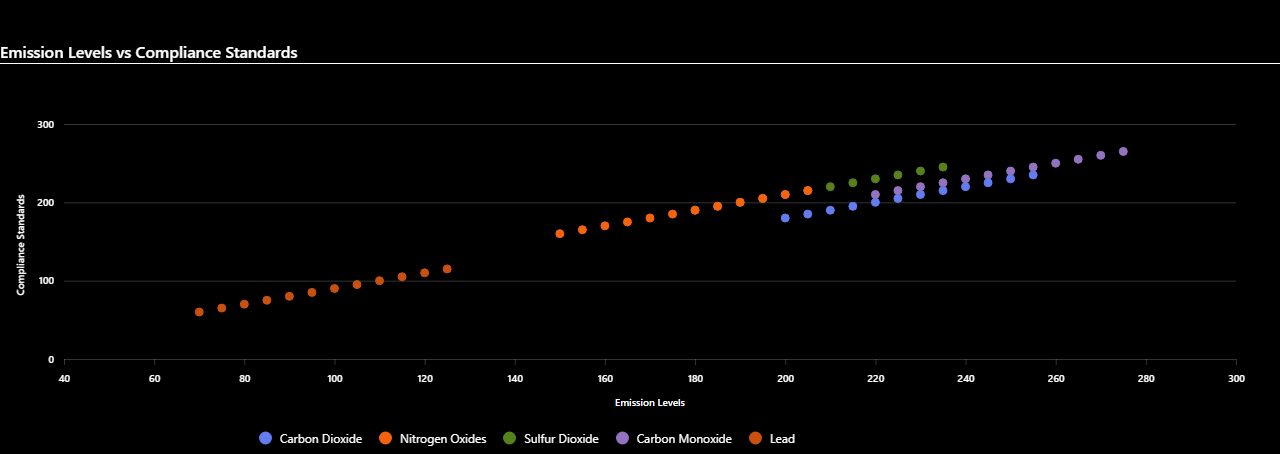 Emission Levels vs Compliance Standards
300
200
100
0
Compliance Standards
40 60 80 100 120 140 160 180 200 220 240 260 280 300
Emission Levels
Carbon Dioxide Nitrogen Oxides Sulfur Dioxide Carbon Monoxide Lead